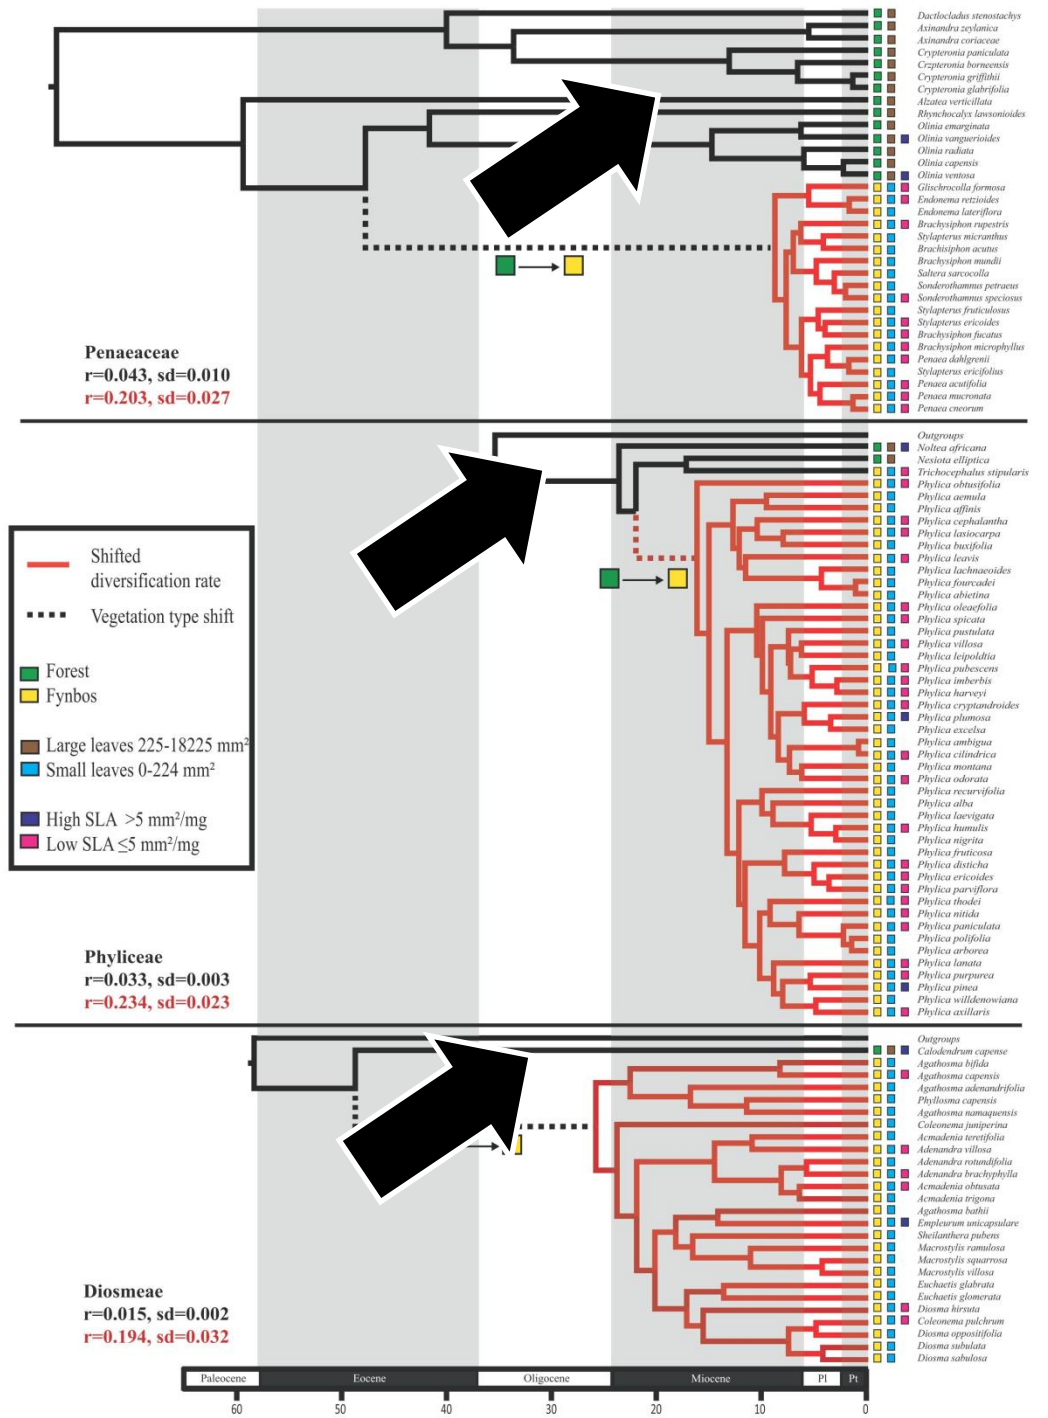 Dactlocladus stenostachys
Axinandra zeylanica
Axinandra coriaceae
Crypteronia paniculata
Crzpteronia borneensis
Crypteronia griffithii
Crypteronia glabrifolia
Alzatea verticillata
Rhynchocalyx lawsonioides
Olinia emarginata
Olinia vanguerioides
Olinia radiata
Olinia capensis
Olinia ventosa
Glischrocolla formosa
Endonema retzioides
Endonema lateriflora
Brachysiphon rupestris
Stylapterus micranthus
Brachisiphon acutus
Brachysiphon mundii
Saltera sarcocolla
Sonderothamnus petraeus
Sonderothamnus speciosus
Stylapterus fruticulosus
Stylapterus ericoides
Brachysiphon fucatus
Brachysiphon microphyllus
Penaea dahlgrenii
Stylapterus ericifolius
Penaea acutifolia
Penaea mucronata
Penaea cneorum
Penaeaceae
r=0.043, sd=0.010
r=0.203, sd=0.027
Outgroups
Noltea africana
Nesiota elliptica
Trichocephalus stipularis
Phylica obtusifolia
Phylica aemula
Phylica affinis
Phylica cephalantha
Phylica lasiocarpa
Phylica buxifolia
Phylica leavis
Phylica lachnaeoides
Phylica fourcadei
Phylica abietina
Phylica oleaefolia
Phylica spicata
Phylica pustulata
Phylica villosa
Phylica leipoldtia
Phylica pubescens
Phylica imberbis
Phylica harveyi
Phylica cryptandroides
Phylica plumosa
Phylica excelsa
Phylica ambigua
Phylica cilindrica
Phylica montana
Phylica odorata
Phylica recurvifolia
Phylica alba
Phylica laevigata
Phylica humulis
Phylica nigrita
Phylica fruticosa
Phylica disticha
Phylica ericoides
Phylica parviflora
Phylica thodei
Phylica nitida
Phylica paniculata
Phylica polifolia
Phylica arborea
Phylica lanata
Phylica purpurea
Phylica pinea
Phylica willdenowiana
Phylica axillaris
Shifted
diversification rate
Vegetation type shift
Forest
Fynbos
Large leaves 225-18225 mm²
Small leaves 0-224 mm²
High SLA >5 mm²/mg
Low SLA ≤5 mm²/mg
Phyliceae
r=0.033, sd=0.003
r=0.234, sd=0.023
Outgroups
Calodendrum capense
Agathosma bifida
Agathosma capensis
Agathosma adenandrifolia
Phyllosma capensis
Agathosma namaquensis
Coleonema juniperina
Acmadenia teretifolia
Adenandra villosa
Adenandra rotundifolia
Adenandra brachyphylla
Acmadenia obtusata
Acmadenia trigona
Agathosma bathii
Empleurum unicapsulare
Sheilanthera pubens
Macrostylis ramulosa
Macrostylis squarrosa
Macrostylis villosa
Euchaetis glabrata
Euchaetis glomerata
Diosma hirsuta
Coleonema pulchrum
Diosma oppositifolia
Diosma subulata
Diosma sabulosa
Diosmeae
r=0.015, sd=0.002
r=0.194, sd=0.032
Paleocene Eocene Oligocene Miocene Pl Pt
60 50 40 30 20 10 0